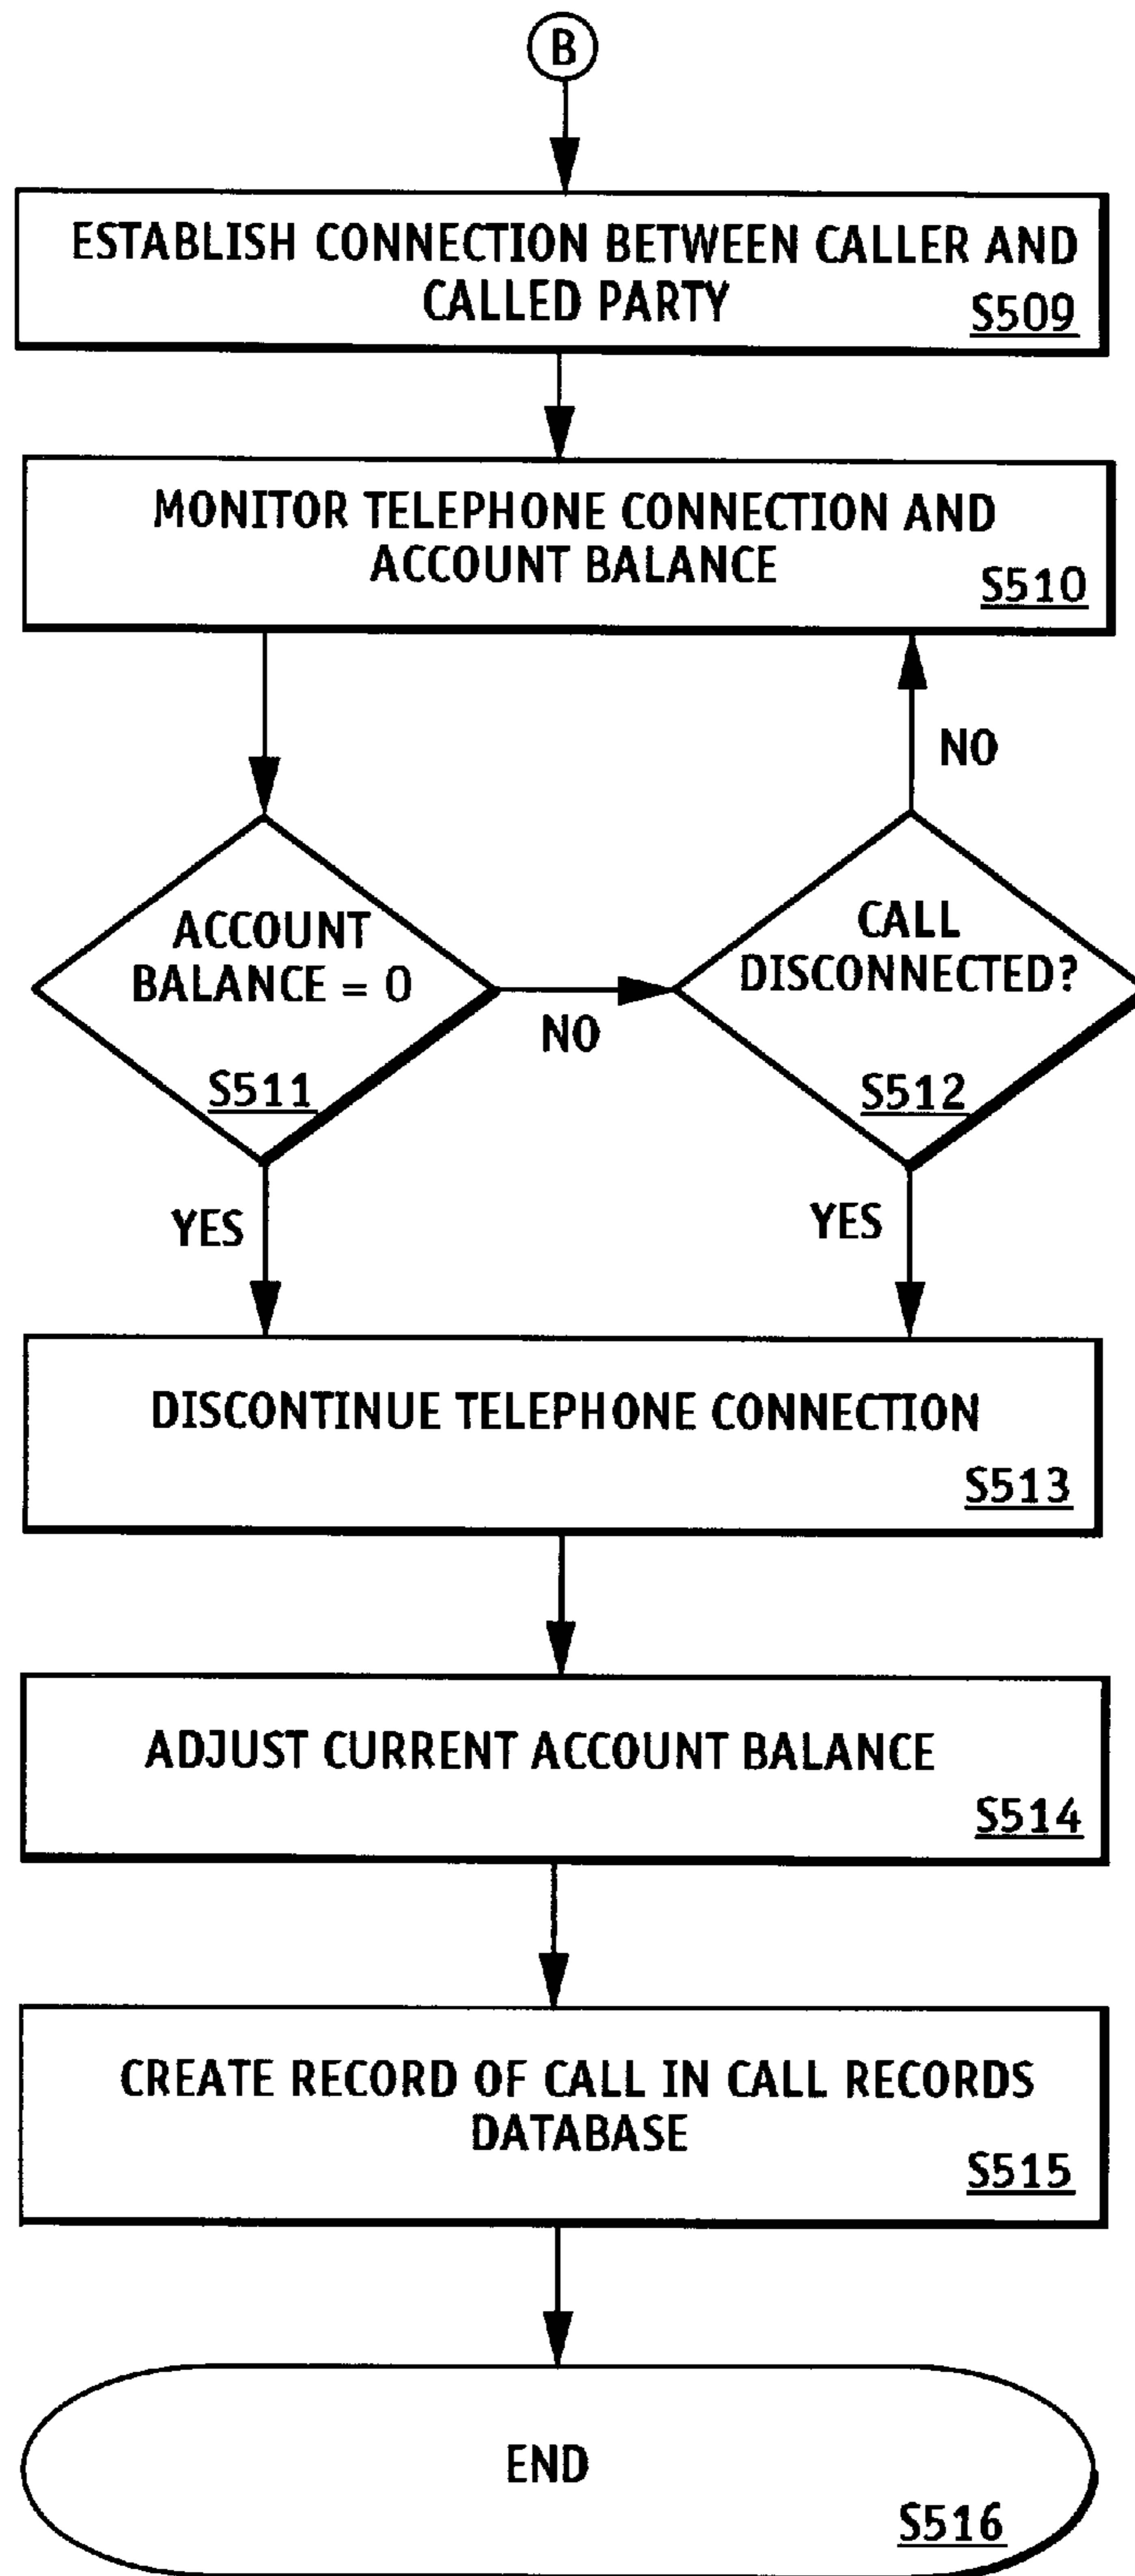 B
ESTABLISH CONNECTION BETWEEN CALLER AND
CALLED PARTY
S509
MONITOR TELEPHONE CONNECTION AND
ACCOUNT BALANCE
S510
NO
ACCOUNT
BALANCE = 0
S511
NO
CALL
DISCONNECTED?
S512
YES
YES
DISCONTINUE TELEPHONE CONNECTION
S513
ADJUST CURRENT ACCOUNT BALANCE
S514
CREATE RECORD OF CALL IN CALL RECORDS
DATABASE
S515
END
S516